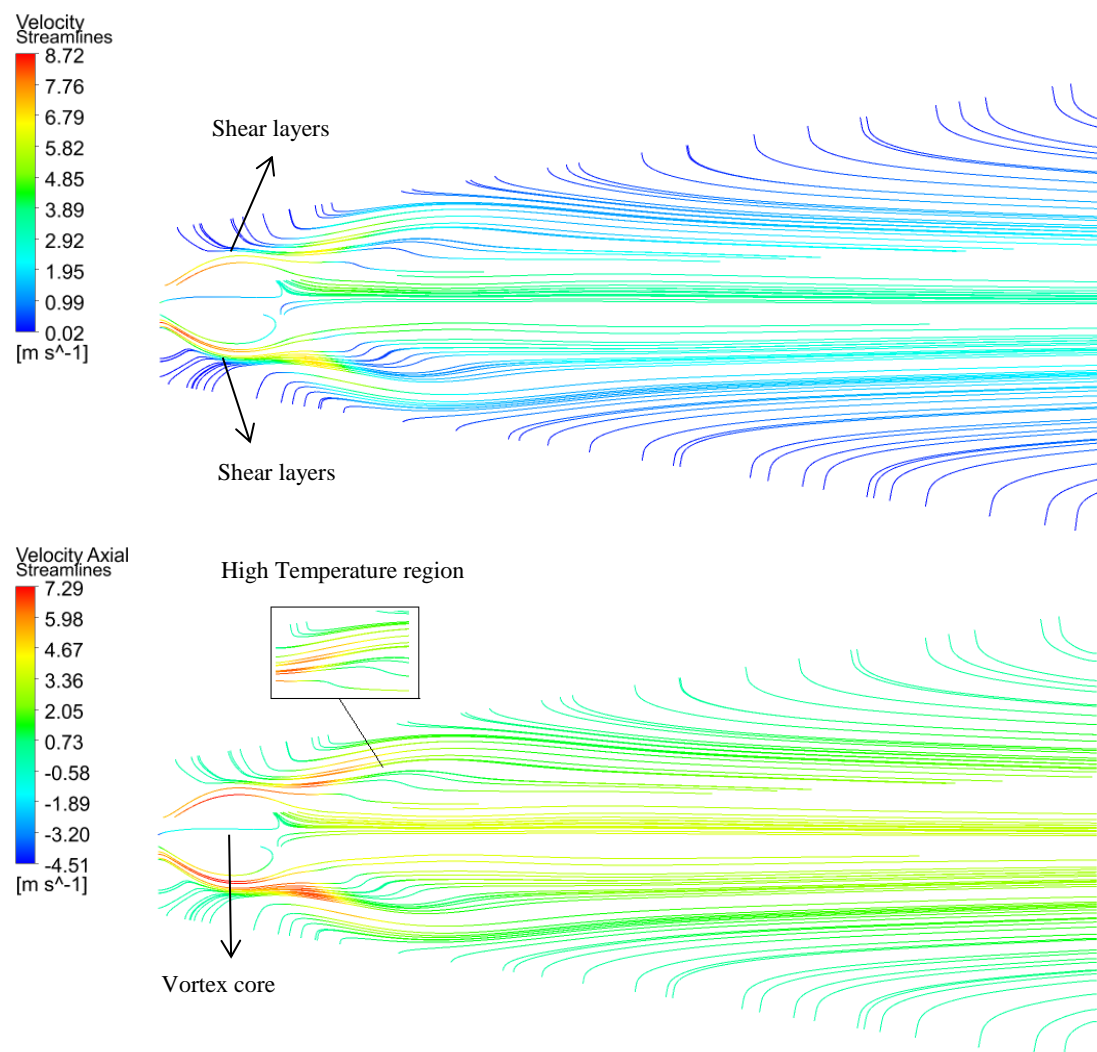 Velocity
Streamlines
8.72
7.76
6.79
5.82
4.85
3.89
2.92
1.95
0.99
0.02
[m s^-1]
Shear layers
Shear layers
Velocity Axial
Streamlines
7.29
5.98
4.67
3.36
2.05
0.73
-0.58
-1.89
-3.20
-4.51
[m s^-1]
High Temperature region
Vortex core